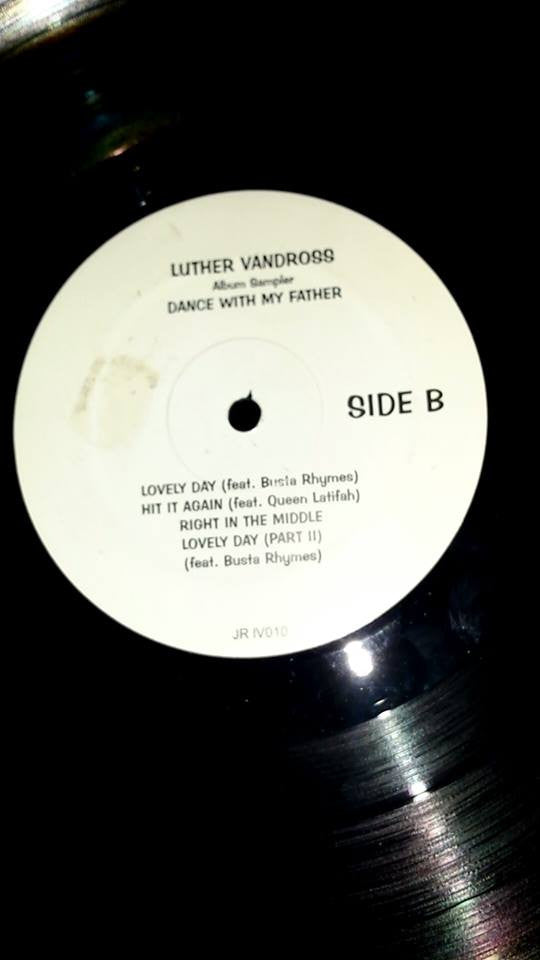 LUTHER VANDROSS
Album Sampler
DANCE WITH MY FATHER
SIDE B
LOVELY DAY (feat. Busta Rhymes)
HIT IT AGAIN (feat. Queen Latifah)
RIGHT IN THE MIDDLE
LOVELY DAY (PART II)
(feat. Busta Rhymes)
JR IV010